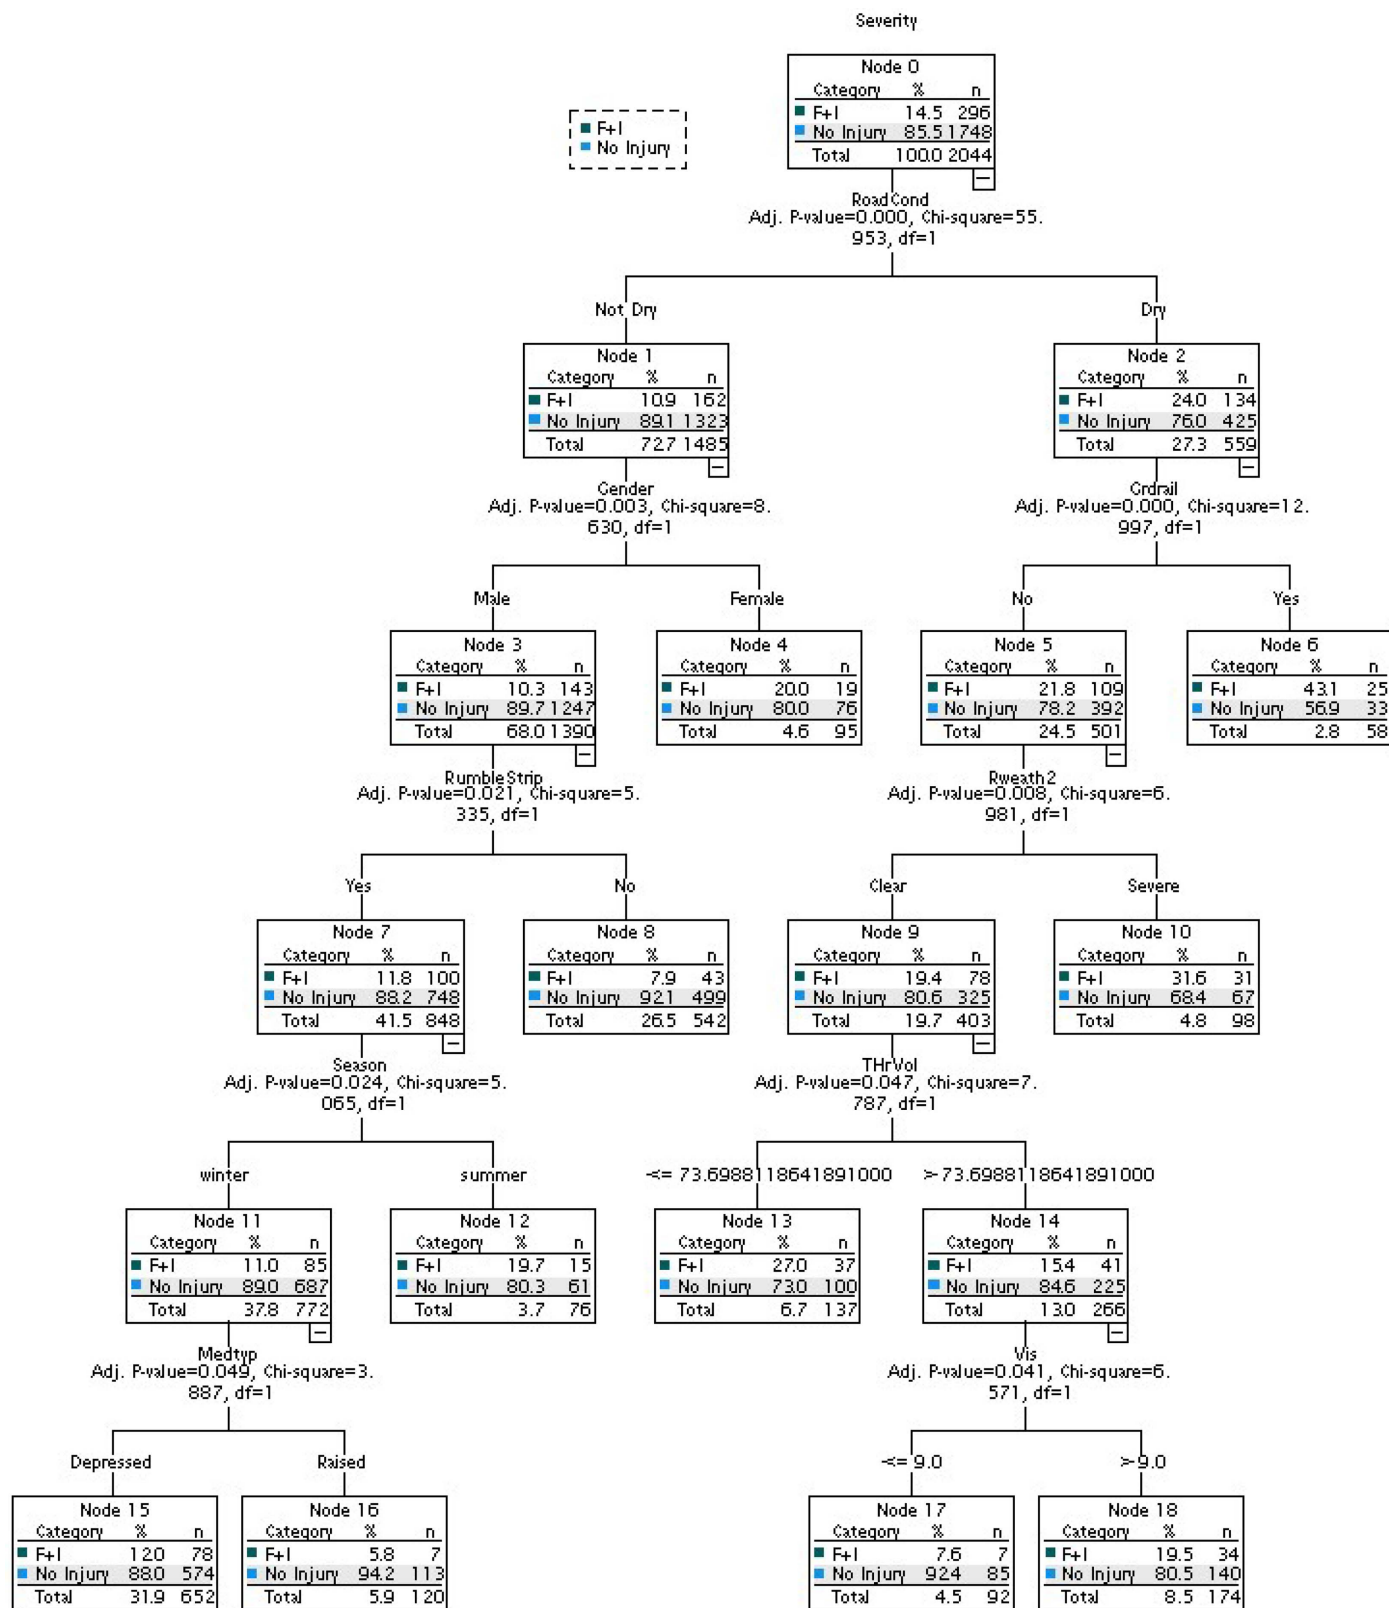 Severity
F+I
No Injury
Node 0
Category % n
F+I 14.5 296
No Injury 85.5 1748
Total 100.0 2044
RoadCond
Adj. P-value=0.000, Chi-square=55.
953, df=1
Not Dry
Dry
Node 1
Category % n
F+I 10.9 162
No Injury 89.1 1323
Total 72.7 1485
Node 2
Category % n
F+I 24.0 134
No Injury 76.0 425
Total 27.3 559
Gender
Adj. P-value=0.003, Chi-square=8.
630, df=1
Grdrail
Adj. P-value=0.000, Chi-square=12.
997, df=1
Male
Female
No
Yes
Node 3
Category % n
F+I 10.3 143
No Injury 89.7 1247
Total 68.0 1390
Node 4
Category % n
F+I 20.0 19
No Injury 80.0 76
Total 4.6 95
Node 5
Category % n
F+I 21.8 109
No Injury 78.2 392
Total 24.5 501
Node 6
Category % n
F+I 43.1 25
No Injury 56.9 33
Total 2.8 58
RumbleStrip
Adj. P-value=0.021, Chi-square=5.
335, df=1
Rweath2
Adj. P-value=0.008, Chi-square=6.
981, df=1
Yes
No
Clear
Severe
Node 7
Category % n
F+I 11.8 100
No Injury 88.2 748
Total 41.5 848
Node 8
Category % n
F+I 7.9 43
No Injury 92.1 499
Total 26.5 542
Node 9
Category % n
F+I 19.4 78
No Injury 80.6 325
Total 19.7 403
Node 10
Category % n
F+I 31.6 31
No Injury 68.4 67
Total 4.8 98
Season
Adj. P-value=0.024, Chi-square=5.
065, df=1
THrVol
Adj. P-value=0.047, Chi-square=7.
787, df=1
winter
summer
<= 73.6988118641891000
> 73.6988118641891000
Node 11
Category % n
F+I 11.0 85
No Injury 89.0 687
Total 37.8 772
Node 12
Category % n
F+I 19.7 15
No Injury 80.3 61
Total 3.7 76
Node 13
Category % n
F+I 27.0 37
No Injury 73.0 100
Total 6.7 137
Node 14
Category % n
F+I 15.4 41
No Injury 84.6 225
Total 13.0 266
Medtyp
Adj. P-value=0.049, Chi-square=3.
887, df=1
Vis
Adj. P-value=0.041, Chi-square=6.
571, df=1
Depressed
Raised
<= 9.0
> 9.0
Node 15
Category % n
F+I 12.0 78
No Injury 88.0 574
Total 31.9 652
Node 16
Category % n
F+I 5.8 7
No Injury 94.2 113
Total 5.9 120
Node 17
Category % n
F+I 7.6 7
No Injury 92.4 85
Total 4.5 92
Node 18
Category % n
F+I 19.5 34
No Injury 80.5 140
Total 8.5 174